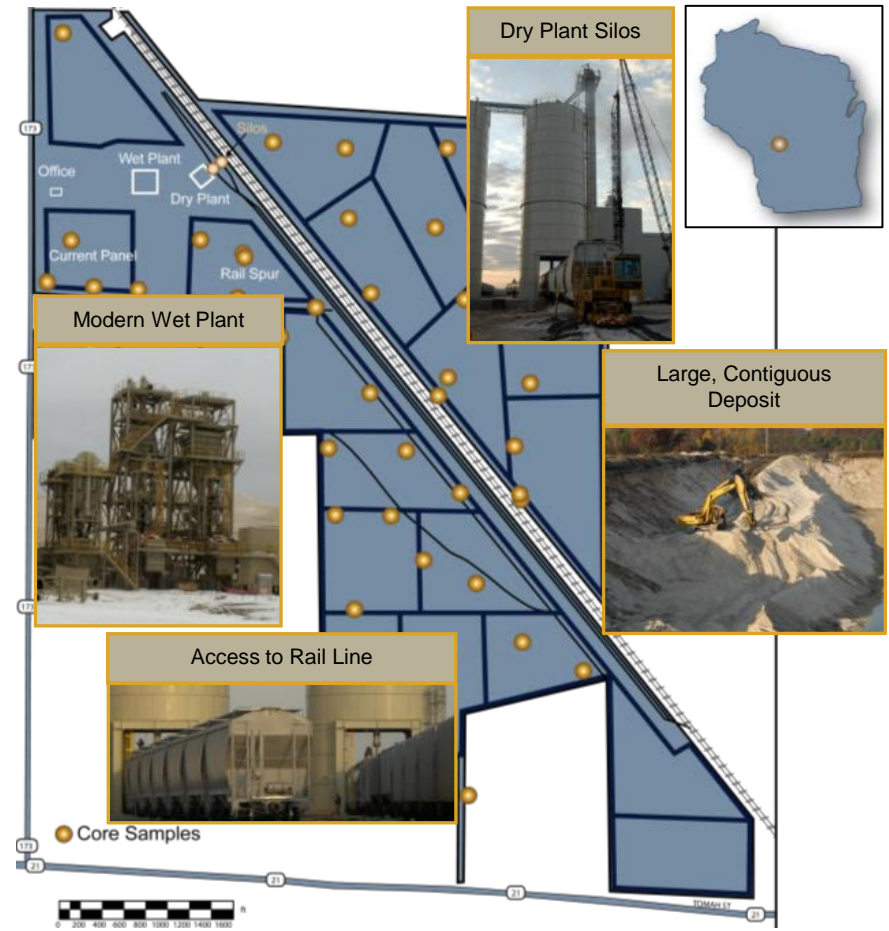 Dry Plant Silos
173
Silos
Wet Plant
Office
Dry Plant
Current Panel
Rail Spur
Modern Wet Plant
Large, Contiguous
Deposit
173
Access to Rail Line
Core Samples
173
21
21
21
TOMAH ST
21
ft
0 200 400 600 800 1000 1200 1400 1600